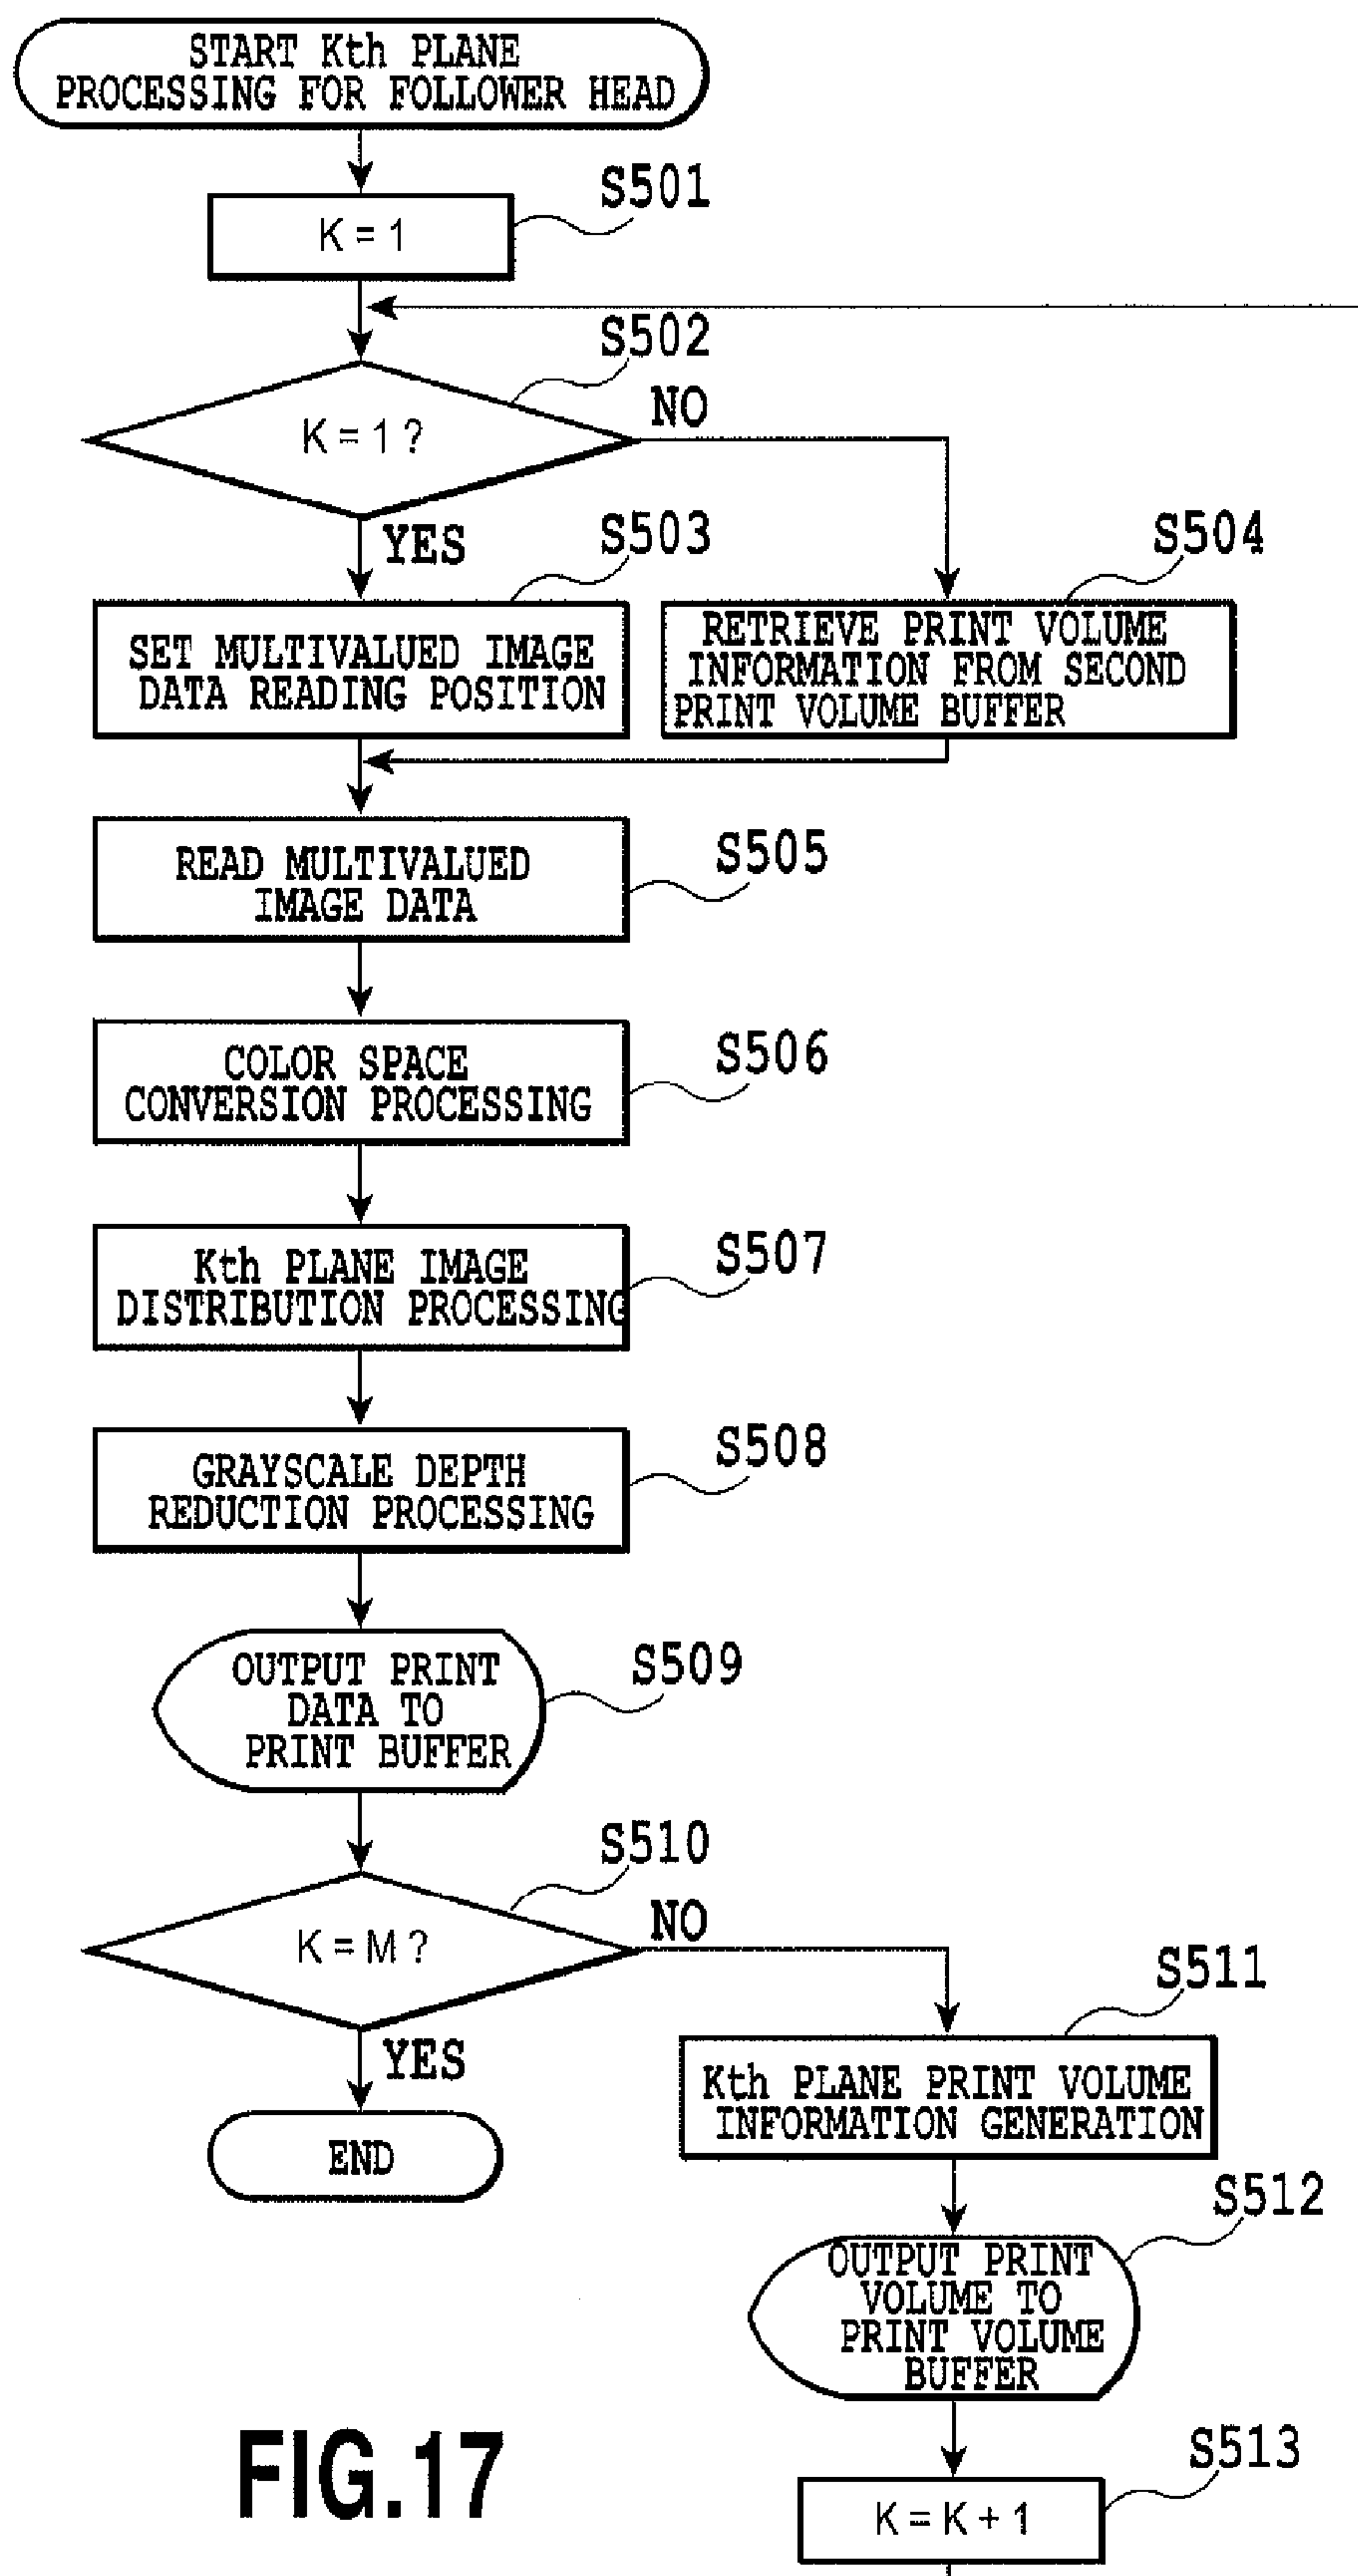 START Kth PLANE
PROCESSING FOR FOLLOWER HEAD
S501
K = 1
S502
K = 1 ?
NO
YES
S503
S504
SET MULTIVALUED IMAGE
DATA READING POSITION
RETRIEVE PRINT VOLUME
INFORMATION FROM SECOND
PRINT VOLUME BUFFER
S505
READ MULTIVALUED
IMAGE DATA
S506
COLOR SPACE
CONVERSION PROCESSING
S507
Kth PLANE IMAGE
DISTRIBUTION PROCESSING
S508
GRAYSCALE DEPTH
REDUCTION PROCESSING
S509
OUTPUT PRINT
DATA TO
PRINT BUFFER
S510
K = M ?
NO
YES
END
S511
Kth PLANE PRINT VOLUME
INFORMATION GENERATION
S512
OUTPUT PRINT
VOLUME TO
PRINT VOLUME
BUFFER
S513
K = K + 1
FIG.17